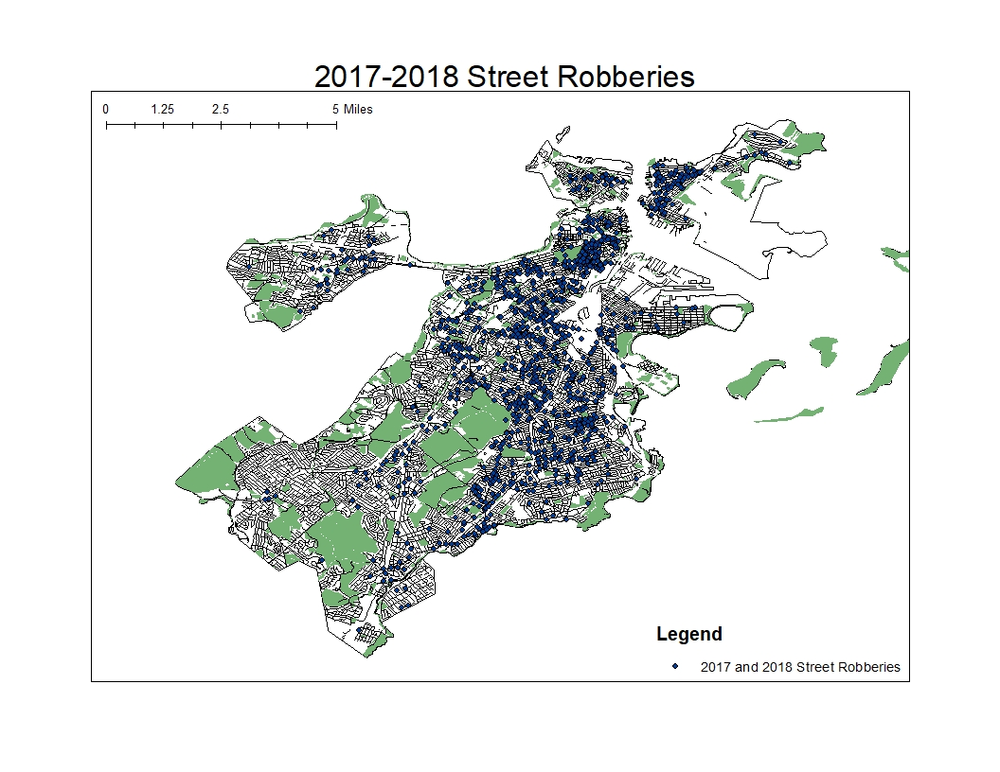 2017-2018 Street Robberies
0 1.25 2.5 5 Miles
Legend
2017 and 2018 Street Robberies